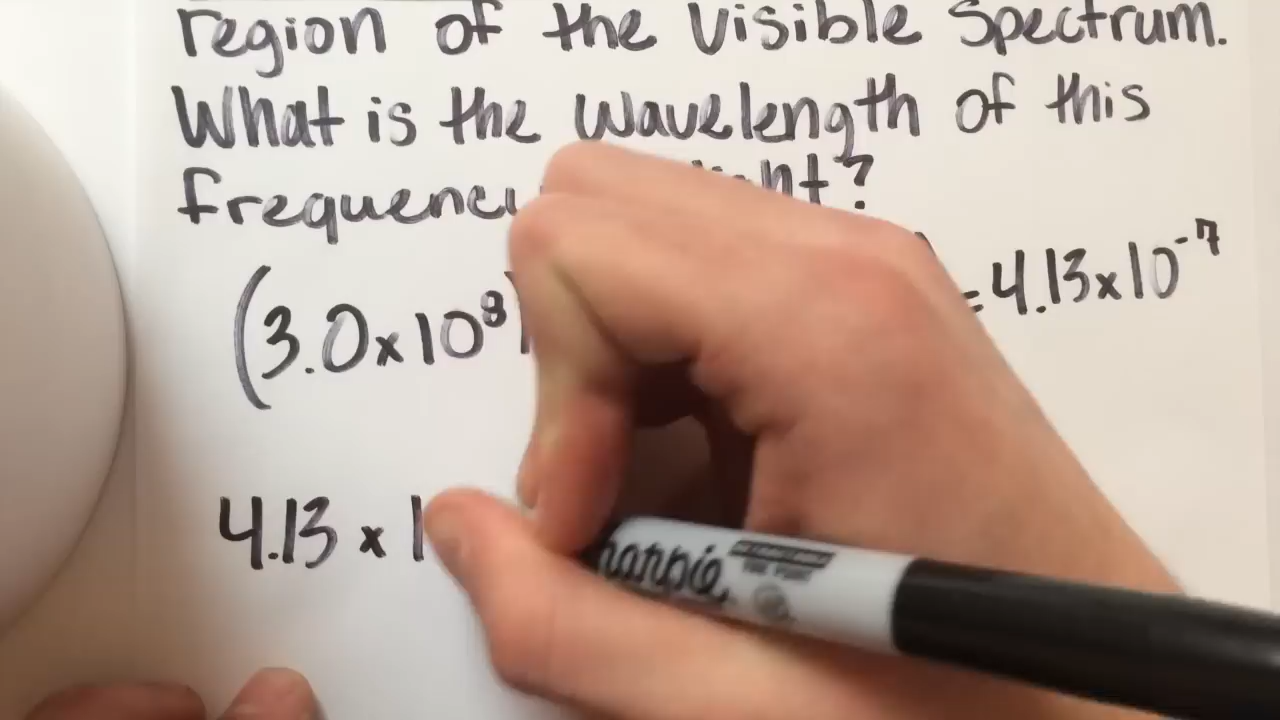 region of the visible spectrum.
What is the wavelength of this
frequency ?
(3.0x10⁸) = 4.13x10⁻⁷
4.13 x 1
Sharpie